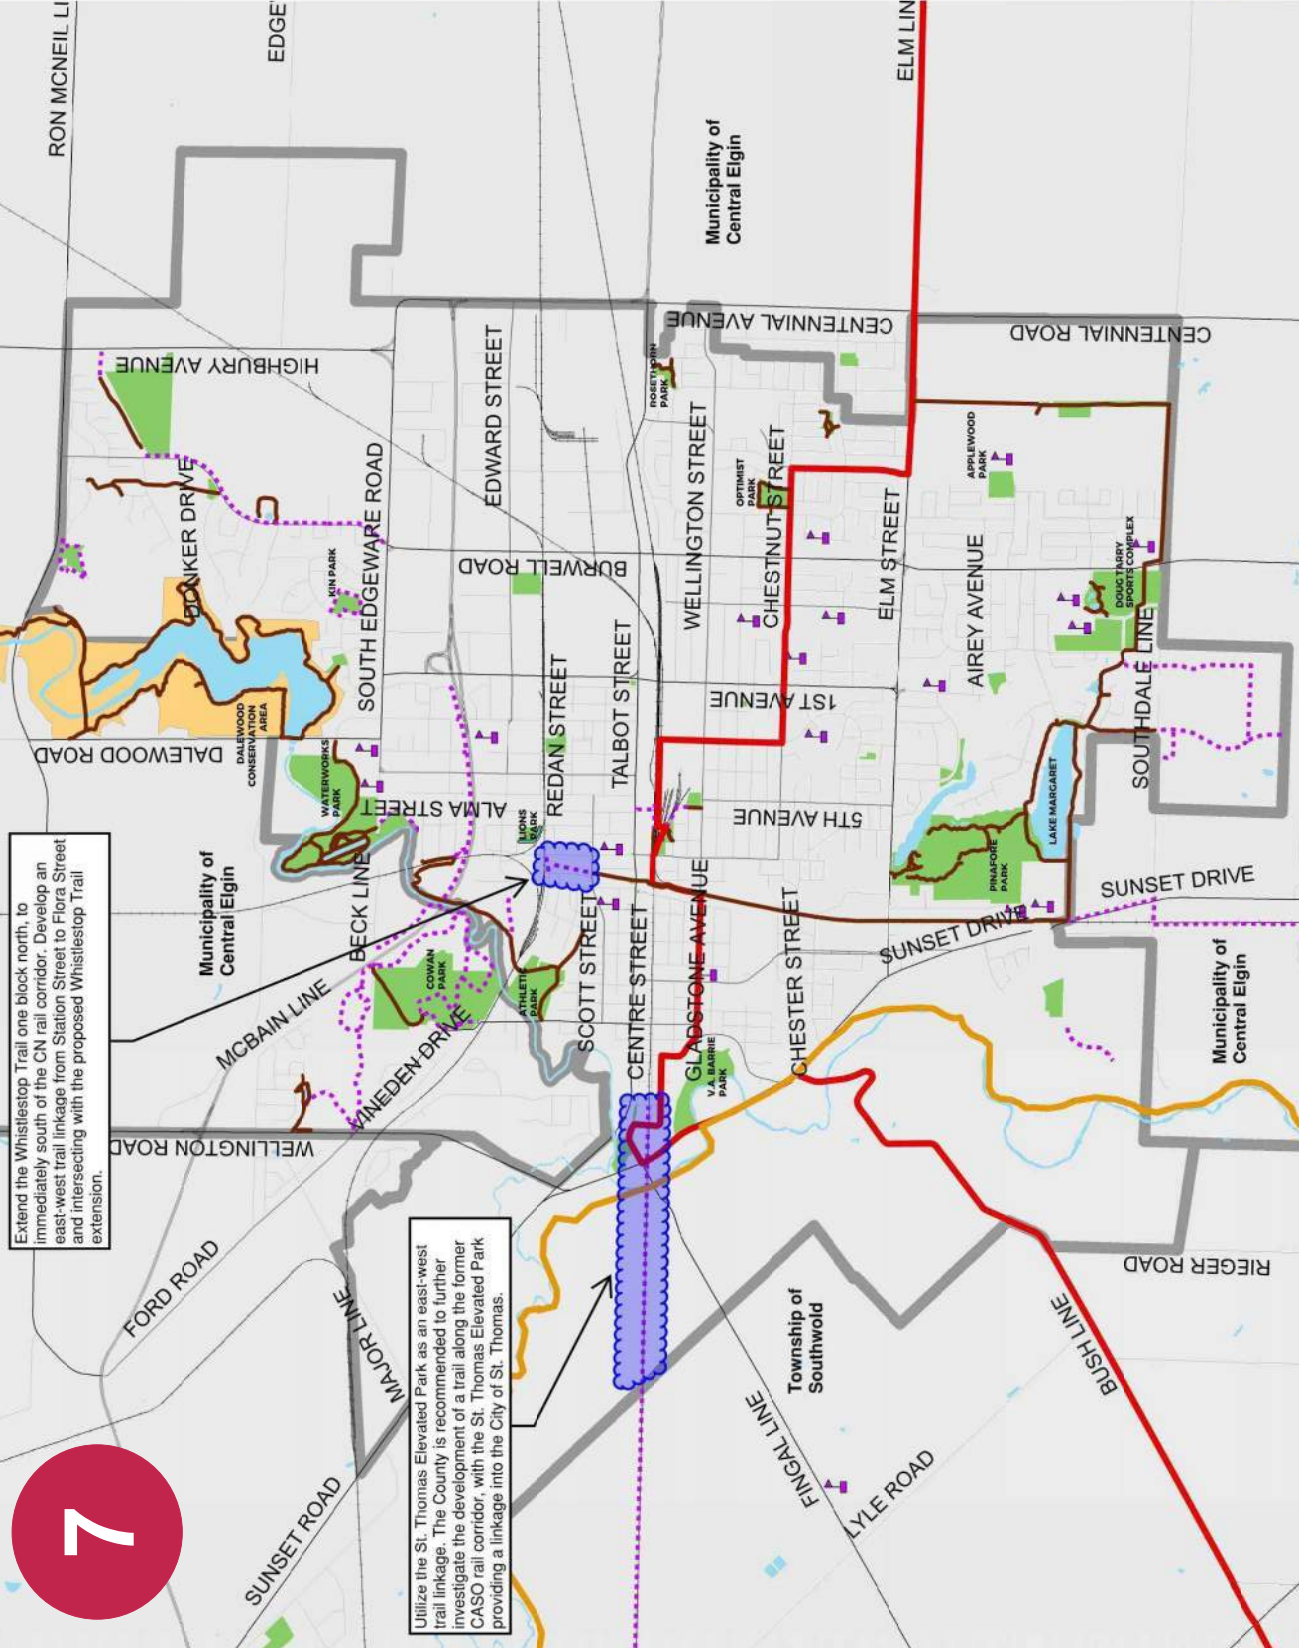 7
Extend the Whistlestop Trail one block north, to
immediately south of the CN rail corridor. Develop an
east-west trail linkage from Station Street to Flora Street
and intersecting with the proposed Whistlestop Trail
extension.
RON MCNEIL LI
EDGE
DALEWOOD ROAD
HIGHBURY AVENUE
WELLINGTON ROAD
FORD ROAD
DONKER DRIVE
Municipality of
Central Elgin
MCBAIN LINE
DALEWOOD
CONSERVATION
AREA
SUNSET ROAD
KIN PARK
WATERWORKS
PARK
BECK LINE
SOUTH EDGEWARE ROAD
MAJOR LINE
VINEDEN DRIVE
ALMA STREET
COWAN
PARK
Utilize the St. Thomas Elevated Park as an east-west
trail linkage. The County is recommended to further
investigate the development of a trail along the former
CASO rail corridor, with the St. Thomas Elevated Park
providing a linkage into the City of St. Thomas.
EDWARD STREET
BURWELL ROAD
LIONS
PARK
ATHLETIC
PARK
REDAN STREET
SCOTT STREET
TALBOT STREET
CENTRE STREET
ROSETHORN
PARK
CENTENNIAL AVENUE
GLADSTONE AVENUE
WELLINGTON STREET
V.A. BARRIE
PARK
Municipality of
Central Elgin
1ST AVENUE
5TH AVENUE
OPTIMIST
PARK
CHESTNUT STREET
CHESTER STREET
FINGAL LINE
Township of
Southwold
LYLE ROAD
ELM STREET
ELM LIN
SUNSET DRIVE
AIREY AVENUE
APPLEWOOD
PARK
PINAFORE
PARK
LAKE MARGARET
CENTENNIAL ROAD
BUSH LINE
DOUG TARRY
SPORTS COMPLEX
SOUTHDALE LINE
SUNSET DRIVE
RIEGER ROAD
Municipality of
Central Elgin